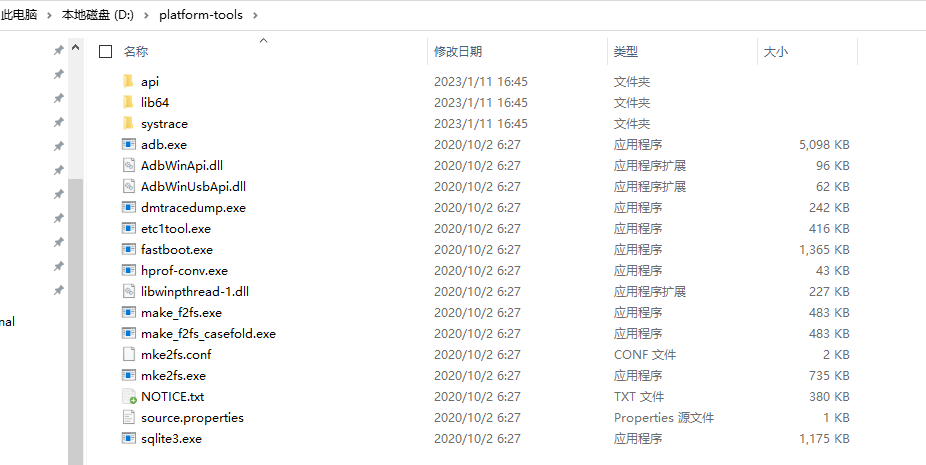 此电脑 > 本地磁盘 (D:) > platform-tools >
名称 修改日期 类型 大小
api 2023/1/11 16:45 文件夹
lib64 2023/1/11 16:45 文件夹
systrace 2023/1/11 16:45 文件夹
adb.exe 2020/10/2 6:27 应用程序 5,098 KB
AdbWinApi.dll 2020/10/2 6:27 应用程序扩展 96 KB
AdbWinUsbApi.dll 2020/10/2 6:27 应用程序扩展 62 KB
dmtracedump.exe 2020/10/2 6:27 应用程序 242 KB
etc1tool.exe 2020/10/2 6:27 应用程序 416 KB
fastboot.exe 2020/10/2 6:27 应用程序 1,365 KB
hprof-conv.exe 2020/10/2 6:27 应用程序 43 KB
libwinpthread-1.dll 2020/10/2 6:27 应用程序扩展 227 KB
nal
make_f2fs.exe 2020/10/2 6:27 应用程序 483 KB
make_f2fs_casefold.exe 2020/10/2 6:27 应用程序 483 KB
mke2fs.conf 2020/10/2 6:27 CONF 文件 2 KB
mke2fs.exe 2020/10/2 6:27 应用程序 735 KB
NOTICE.txt 2020/10/2 6:27 TXT 文件 380 KB
source.properties 2020/10/2 6:27 Properties 源文件 1 KB
sqlite3.exe 2020/10/2 6:27 应用程序 1,175 KB